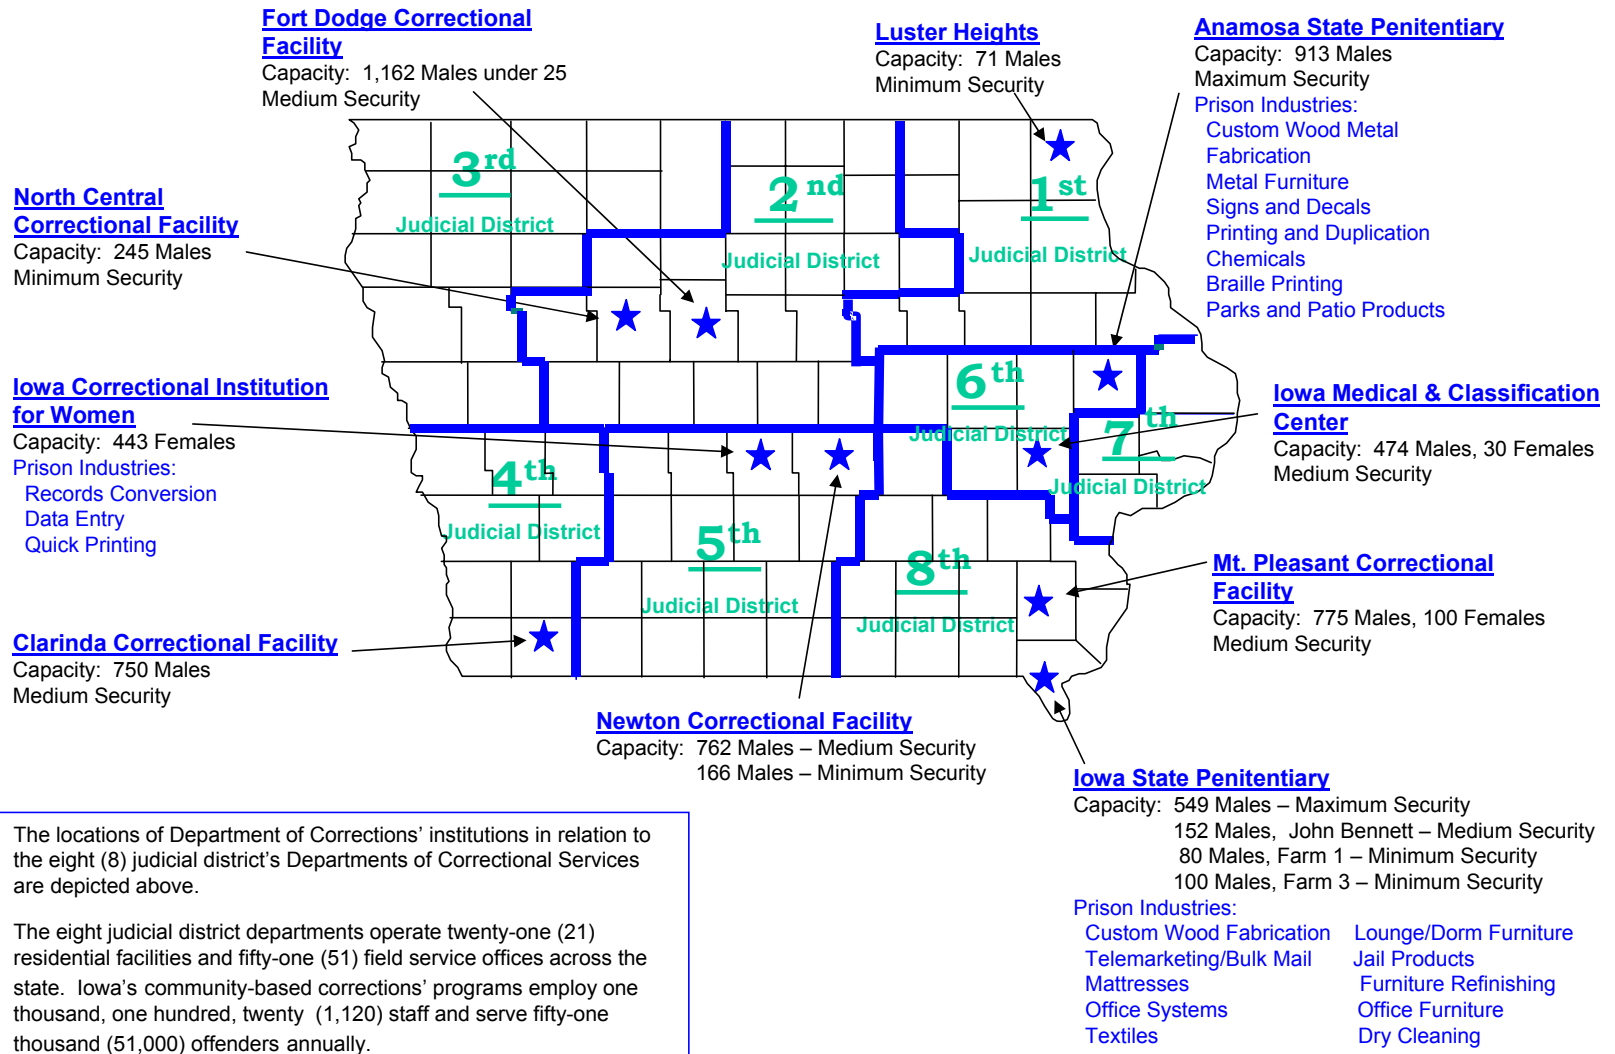 Fort Dodge Correctional
Facility
Capacity:  1,162 Males under 25
Medium Security
Luster Heights
Capacity:  71 Males
Minimum Security
Anamosa State Penitentiary
Capacity:  913 Males
Maximum Security
Prison Industries:
Custom Wood Metal
Fabrication
Metal Furniture
Signs and Decals
Printing and Duplication
Chemicals
Braille Printing
Parks and Patio Products
North Central
Correctional Facility
Capacity:  245 Males
Minimum Security
3rd
Judicial District
2nd
Judicial District
1st
Judicial District
Iowa Correctional Institution
for Women
Capacity:  443 Females
Prison Industries:
Records Conversion
Data Entry
Quick Printing
6th
Judicial District
7th
Judicial District
Iowa Medical & Classification
Center
Capacity:  474 Males, 30 Females
Medium Security
4th
Judicial District
5th
Judicial District
8th
Judicial District
Mt. Pleasant Correctional
Facility
Capacity:  775 Males, 100 Females
Medium Security
Clarinda Correctional Facility
Capacity:  750 Males
Medium Security
Newton Correctional Facility
Capacity:  762 Males – Medium Security
166 Males – Minimum Security
Iowa State Penitentiary
Capacity:  549 Males – Maximum Security
152 Males,  John Bennett – Medium Security
80 Males, Farm 1 – Minimum Security
100 Males, Farm 3 – Minimum Security
Prison Industries:
Custom Wood Fabrication    Lounge/Dorm Furniture
Telemarketing/Bulk Mail    Jail Products
Mattresses    Furniture Refinishing
Office Systems    Office Furniture
Textiles    Dry Cleaning
The locations of Department of Corrections’ institutions in relation to
the eight (8) judicial district’s Departments of Correctional Services
are depicted above.
The eight judicial district departments operate twenty-one (21)
residential facilities and fifty-one (51) field service offices across the
state.  Iowa’s community-based corrections’ programs employ one
thousand, one hundred, twenty  (1,120) staff and serve fifty-one
thousand (51,000) offenders annually.